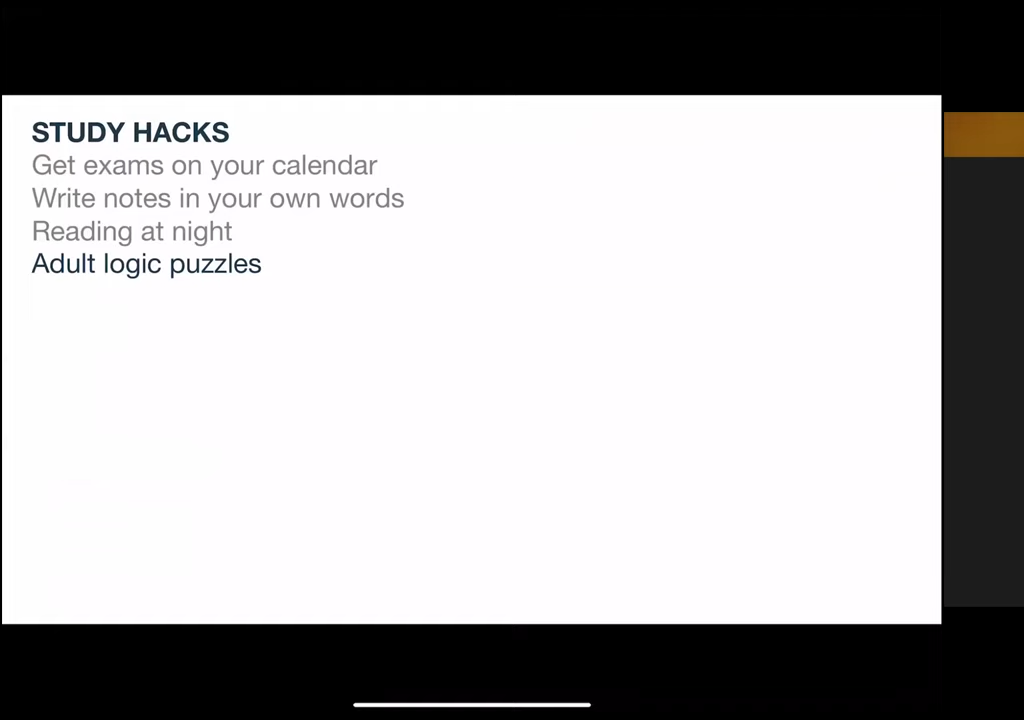 STUDY HACKS
Get exams on your calendar
Write notes in your own words
Reading at night
Adult logic puzzles